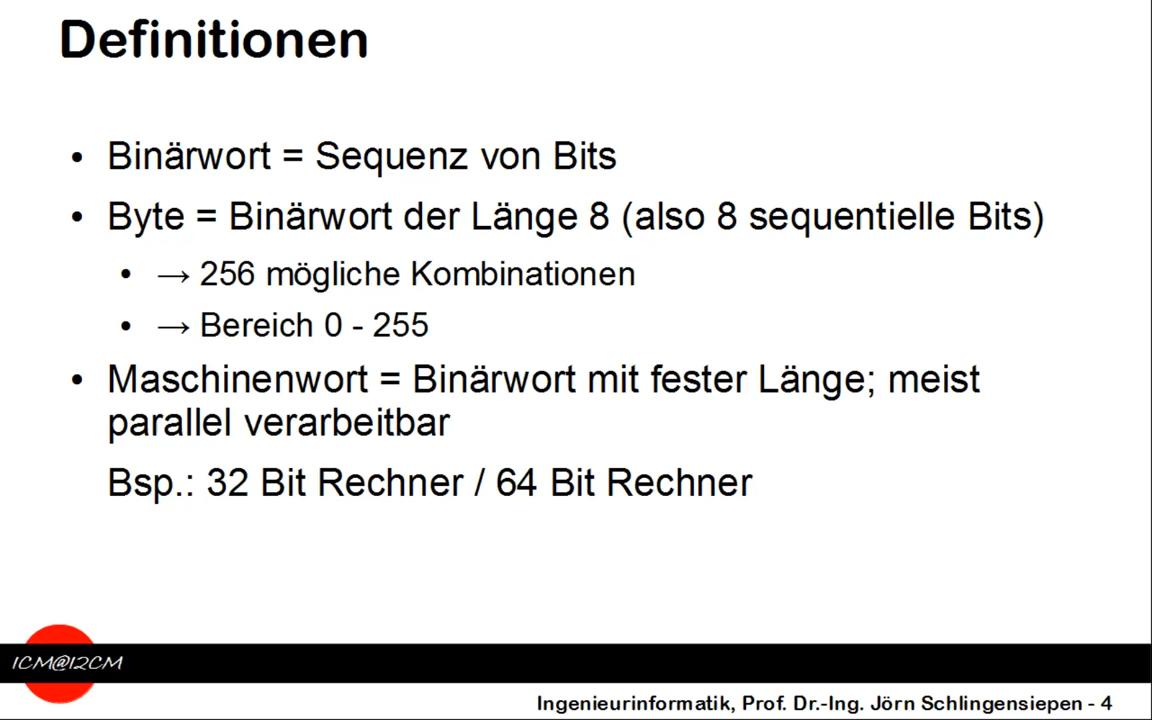 Definitionen
• Binärwort = Sequenz von Bits
• Byte = Binärwort der Länge 8 (also 8 sequentielle Bits)
• → 256 mögliche Kombinationen
• → Bereich 0 - 255
• Maschinenwort = Binärwort mit fester Länge; meist
parallel verarbeitbar
Bsp.: 32 Bit Rechner / 64 Bit Rechner
1CM@12CM
Ingenieurinformatik, Prof. Dr.-Ing. Jörn Schlingensiepen - 4